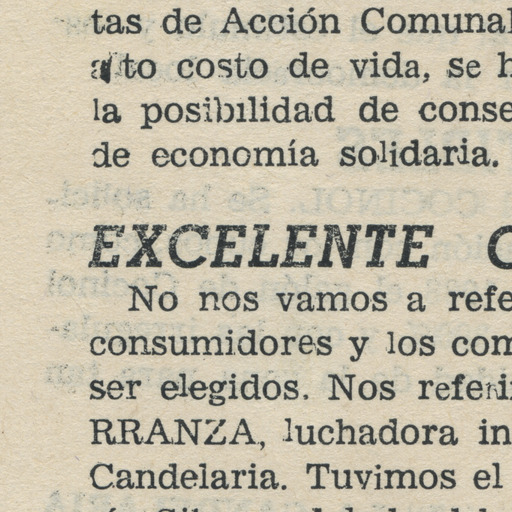 tas de Acción Comunal
alto costo de vida, se h
la posibilidad de conse
de economía solidaria.
EXCELENTE C
No nos vamos a refe
consumidores y los com
ser elegidos. Nos referi
RRANZA, luchadora in
Candelaria. Tuvimos el